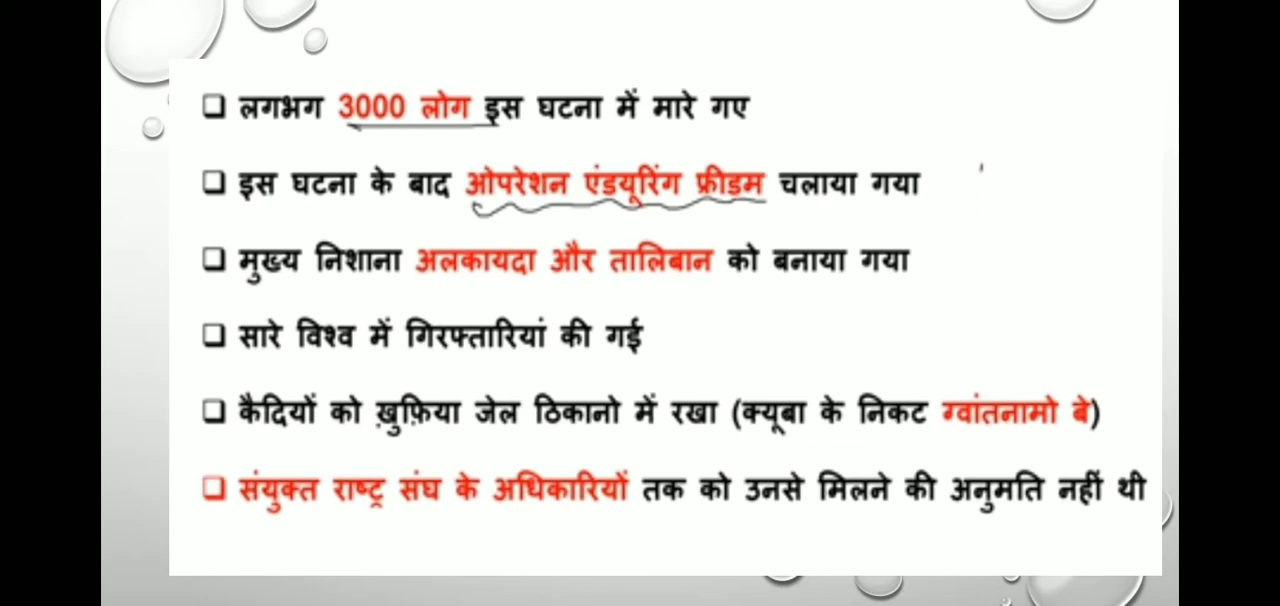 ❑ लगभग 3000 लोग इस घटना में मारे गए
❑ इस घटना के बाद ओपरेशन एंडयूरिंग फ्रीडम चलाया गया
❑ मुख्य निशाना अलकायदा और तालिबान को बनाया गया
❑ सारे विश्व में गिरफ्तारियां की गई
❑ कैदियों को ख़ुफ़िया जेल ठिकानो में रखा (क्यूबा के निकट ग्वांतनामो बे)
❑ संयुक्त राष्ट्र संघ के अधिकारियों तक को उनसे मिलने की अनुमति नहीं थी